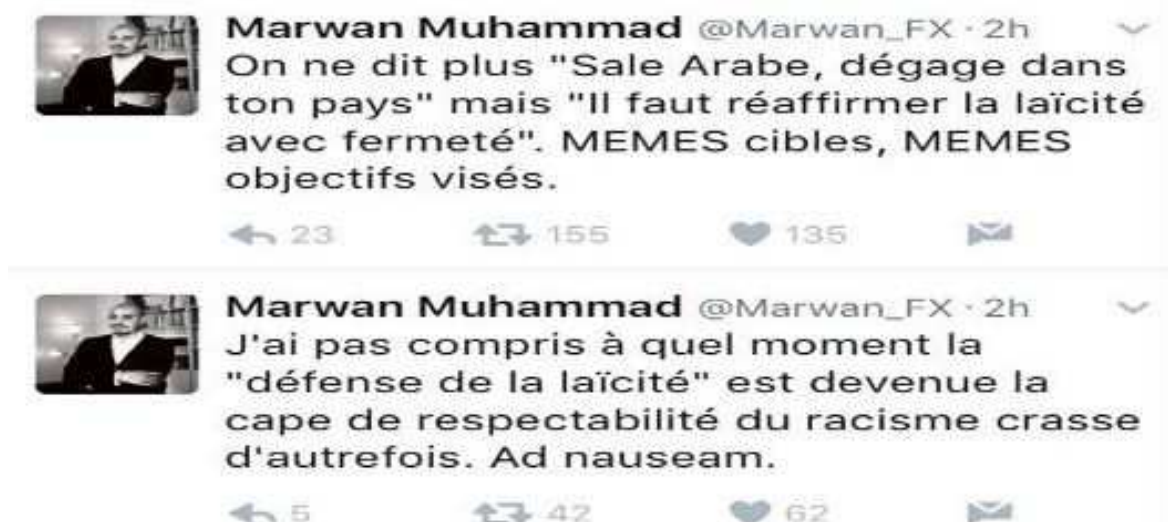 Marwan Muhammad @Marwan_FX · 2h
On ne dit plus "Sale Arabe, dégage dans
ton pays" mais "Il faut réaffirmer la laïcité
avec fermeté". MEMES cibles, MEMES
objectifs visés.
23 155 135
Marwan Muhammad @Marwan_FX · 2h
J'ai pas compris à quel moment la
"défense de la laïcité" est devenue la
cape de respectabilité du racisme crasse
d'autrefois. Ad nauseam.
5 42 62